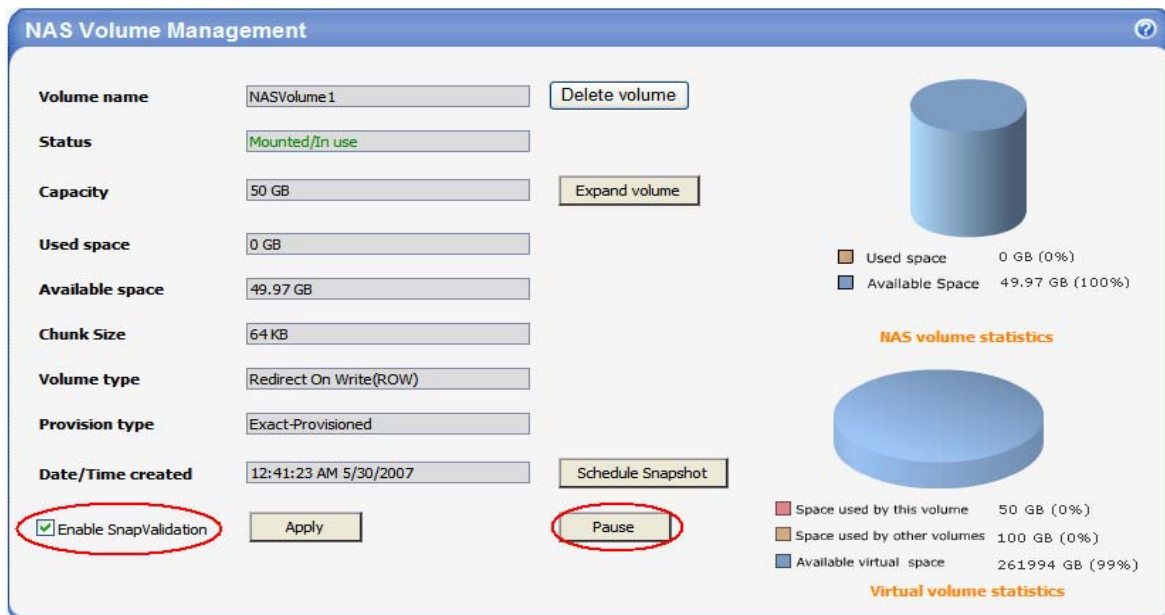 NAS Volume Management
?
Volume name NASVolume1 Delete volume
Status Mounted/In use
Capacity 50 GB Expand volume
Used space 0 GB
Available space 49.97 GB
Chunk Size 64 KB
Volume type Redirect On Write(ROW)
Provision type Exact-Provisioned
Date/Time created 12:41:23 AM 5/30/2007 Schedule Snapshot
Enable SnapValidation Apply Pause
Used space 0 GB (0%)
Available Space 49.97 GB (100%)
NAS volume statistics
Space used by this volume 50 GB (0%)
Space used by other volumes 100 GB (0%)
Available virtual space 261994 GB (99%)
Virtual volume statistics